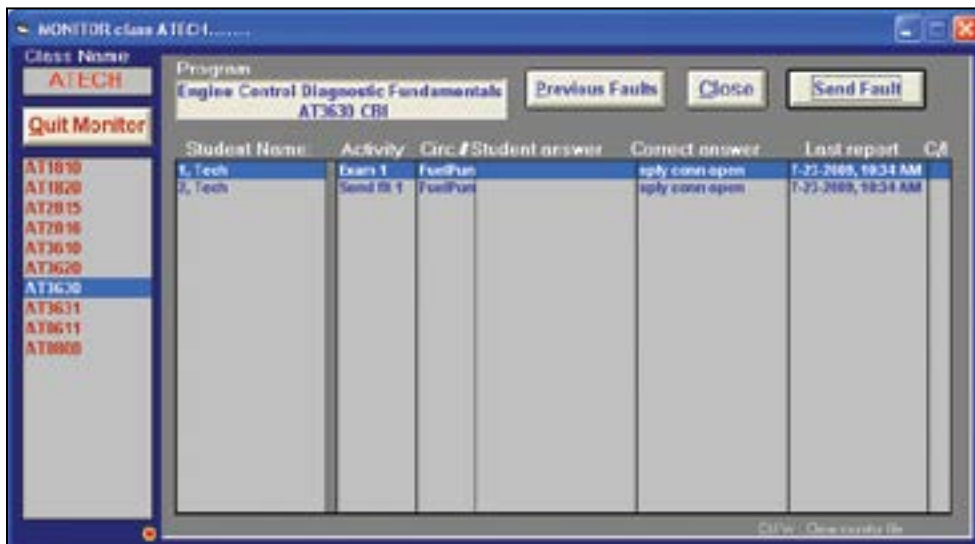 MONITOR class ATECH........
Class Name
ATECH
Quit Monitor
AT1810
AT1820
AT2015
AT2016
AT3610
AT3620
AT3630
AT3631
Program
Engine Control Diagnostic Fundamentals
AT3630 CBI
Previous Faults
Close
Send Fault
Student Name Activity Circ # Student answer Correct answer Last report C/I
1, Tech Exam 1 FuelPun pply conn open 7-23-2009, 10:34 AM
2, Tech Send flt 1 FuelPun pply conn open 7-23-2009, 10:34 AM